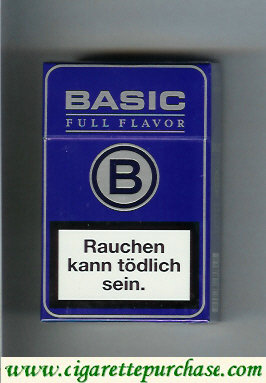 BASIC
FULL FLAVOR
B
Rauchen
kann tödlich
sein.
www.cigarettepurchase.com